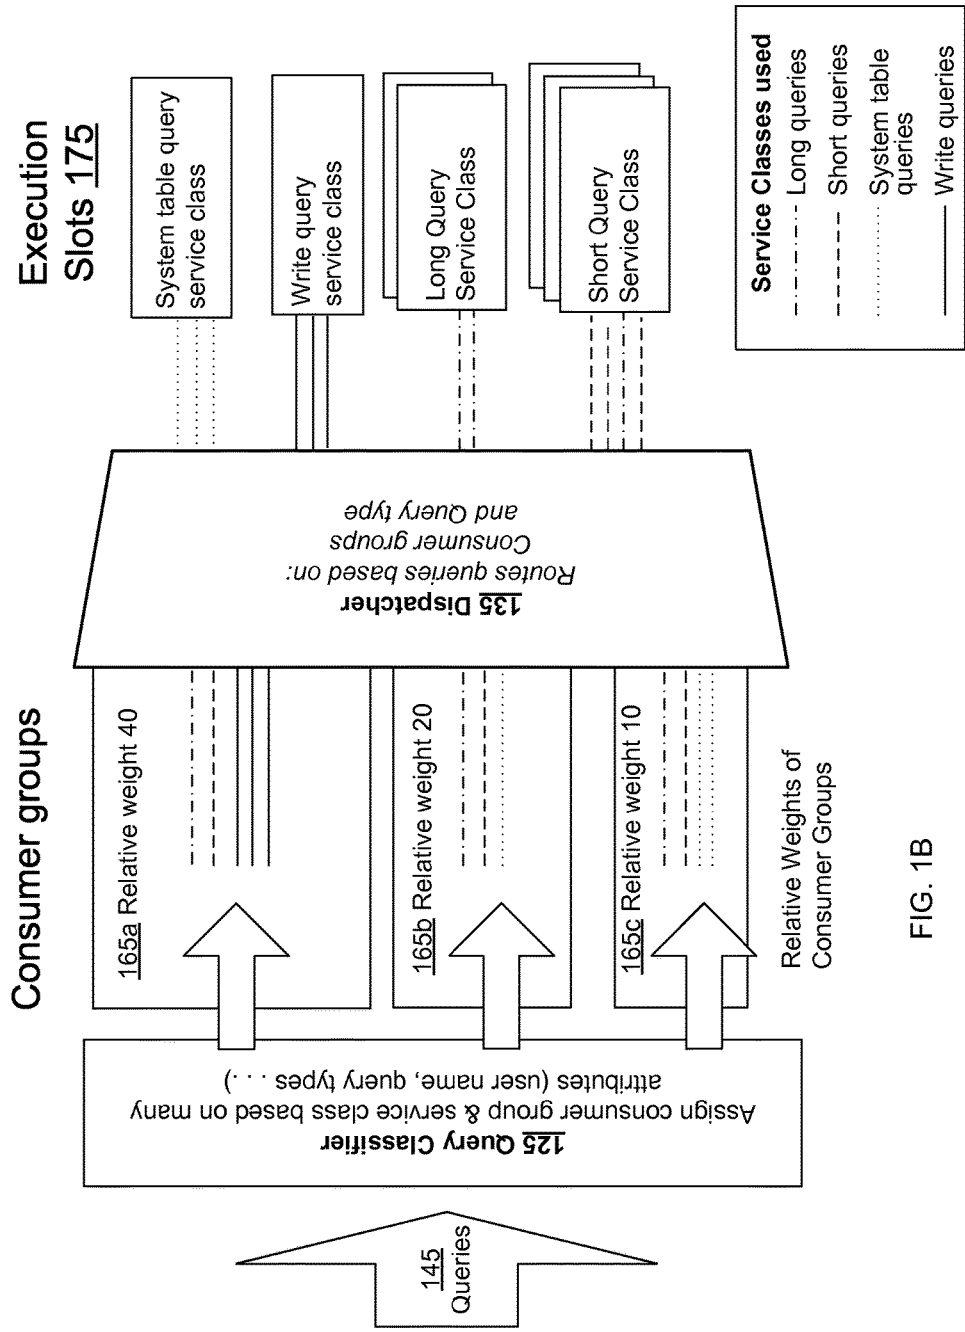 Consumer groups
Execution
Slots 175
145
Queries
125 Query Classifier
Assign consumer group & service class based on many
attributes (user name, query types . . .)
165a Relative weight 40
165b Relative weight 20
165c Relative weight 10
Relative Weights of
Consumer Groups
135 Dispatcher
Routes queries based on:
Consumer groups
and Query type
System table query
service class
Write query
service class
Long Query
Service Class
Short Query
Service Class
Service Classes used
Long queries
Short queries
System table
queries
Write queries
FIG. 1B